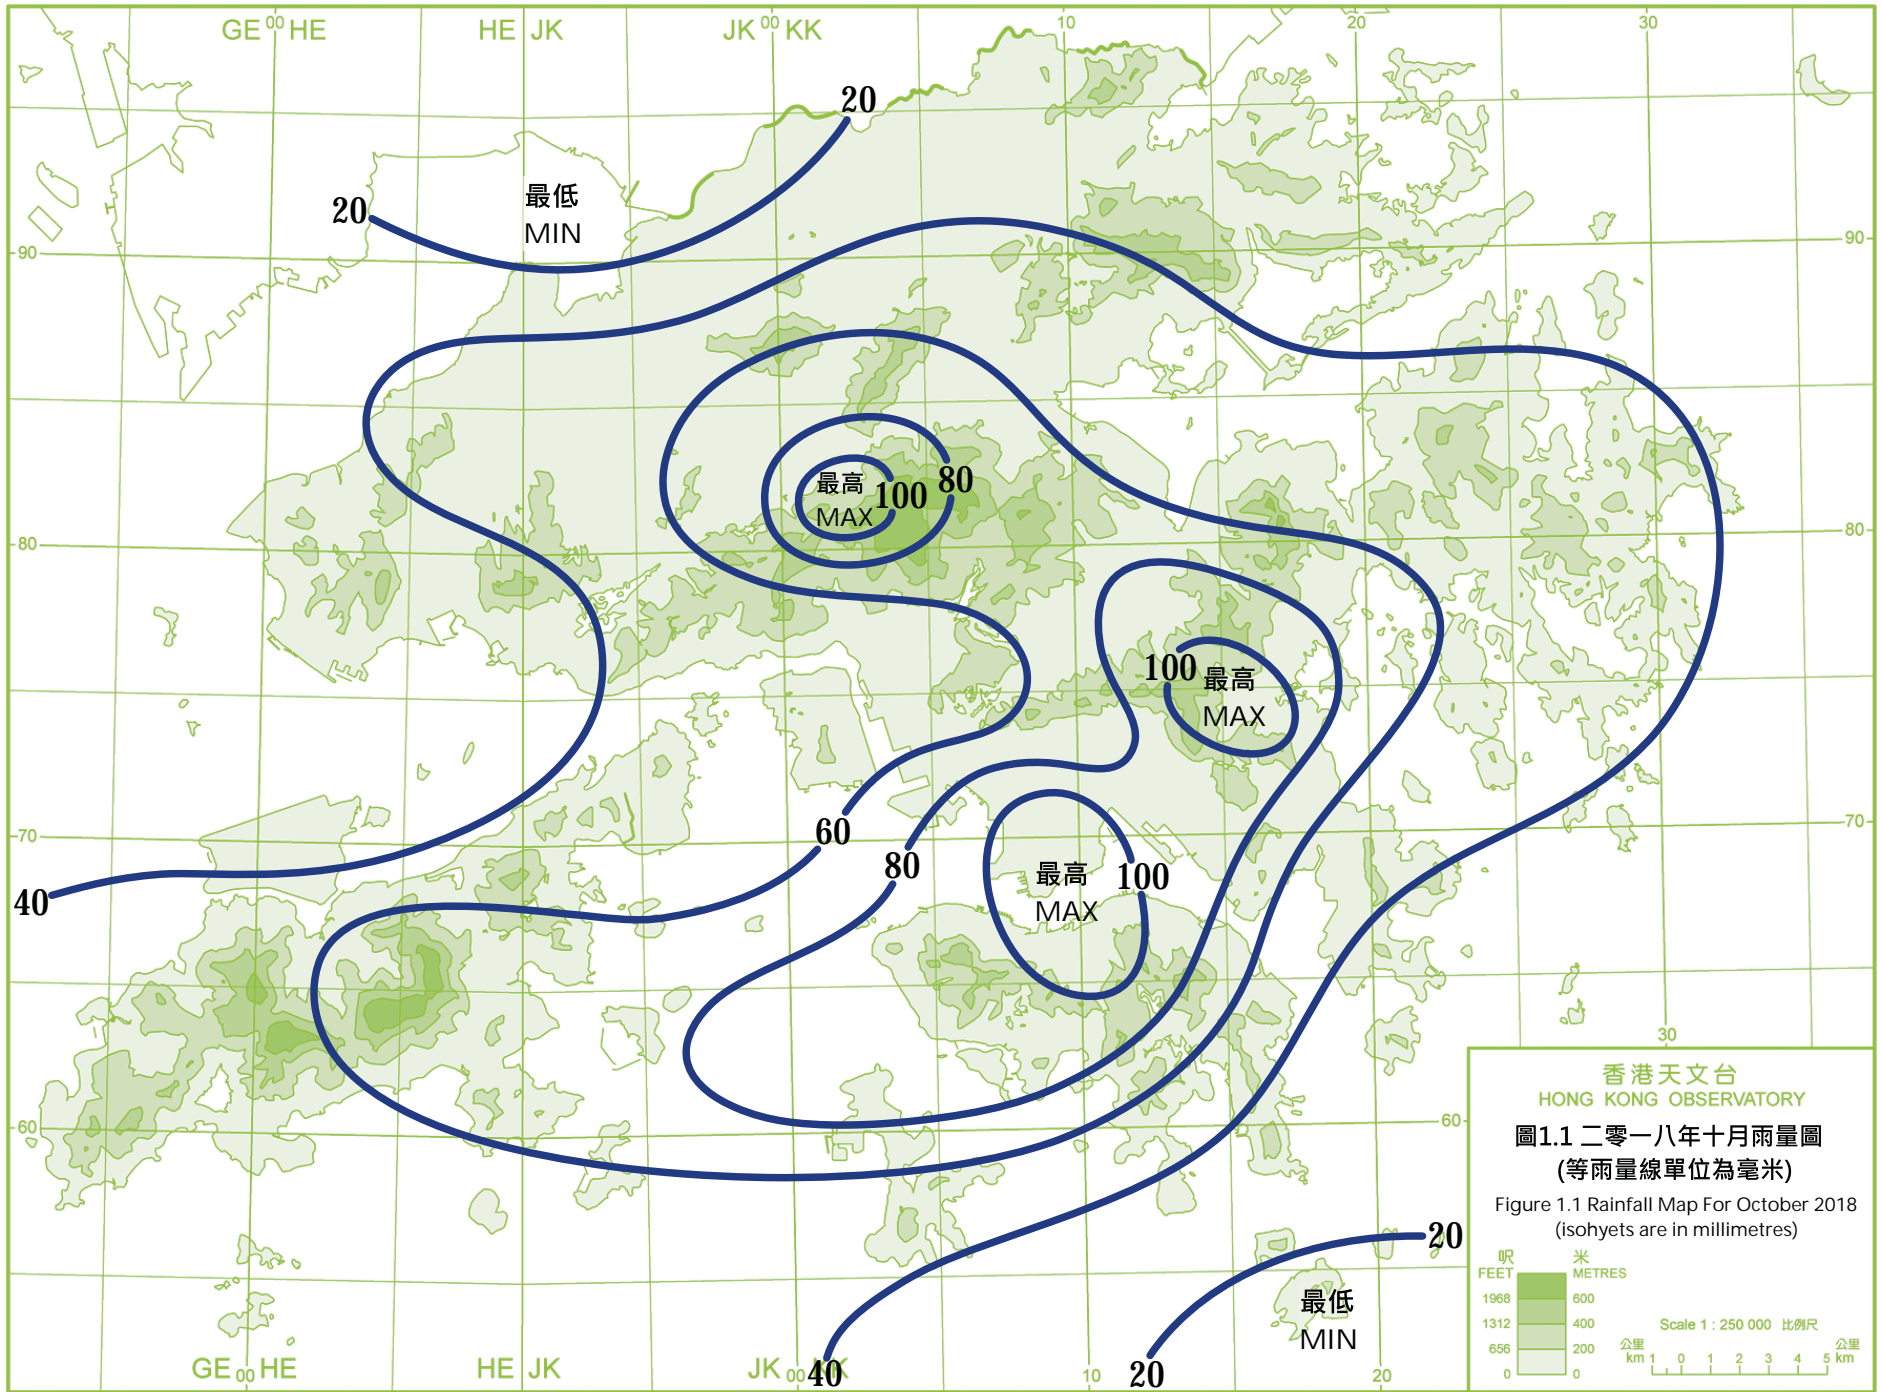 GE 00 HE
HE JK
JK 00 KK
10
20
30
20
最低
MIN
20
90
90
最高
MAX
100
80
80
80
100
最高
MAX
60
70
70
80
最高
MAX
100
40
30
60
60
香港天文台
HONG KONG OBSERVATORY
圖1.1 二零一八年十月雨量圖
(等雨量線單位為毫米)
Figure 1.1 Rainfall Map For October 2018
(isohyets are in millimetres)
呎 米
FEET METRES
1968 600
1312 400
656 200
0 0
Scale 1 : 250 000 比例尺
公里 公里
km 1 0 1 2 3 4 5 km
20
最低
MIN
GE 00 HE
HE JK
JK 00 KK
40
10
20
20